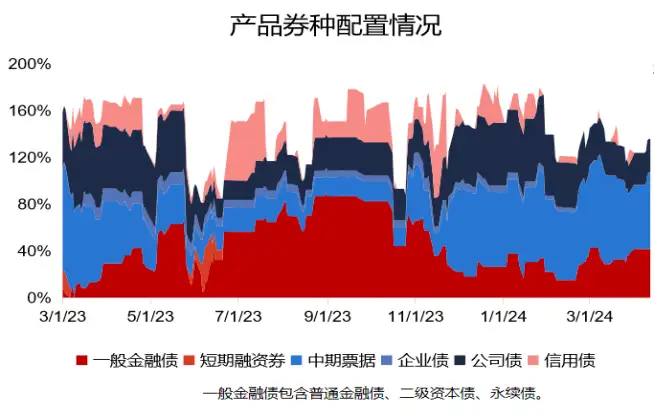 产品券种配置情况
200%
160%
120%
80%
40%
0%
3/1/23 5/1/23 7/1/23 9/1/23 11/1/23 1/1/24 3/1/24
一般金融债 短期融资券 中期票据 企业债 公司债 信用债
一般金融债包含普通金融债、二级资本债、永续债。